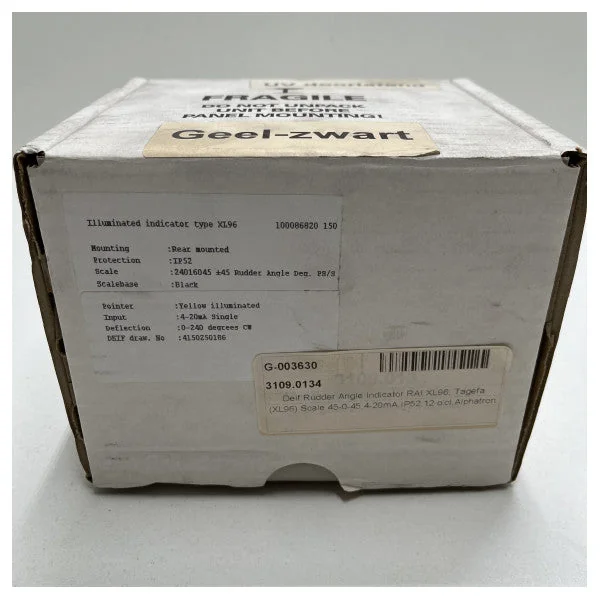 FRAGILE
DO NOT UNPACK
UNIT BEFORE
PANEL MOUNTING!
Geel-zwart
Illuminated indicator type XL96 100086820 150
Mounting :Rear mounted
Protection :IP52
Scale :24016045 ±45 Rudder Angle Deg. PS/S
Scalebase :Black
Pointer :Yellow illuminated
Input :4-20mA Single
Deflection :0-240 degrees CW
DEIF draw. No :4150250186
G-003630
3109.0134
Deif Rudder Angle Indicator RAI XL96, Tagefa
(XL96) Scale 45-0-45 4-20mA IP52 12 o:cl Alphatron